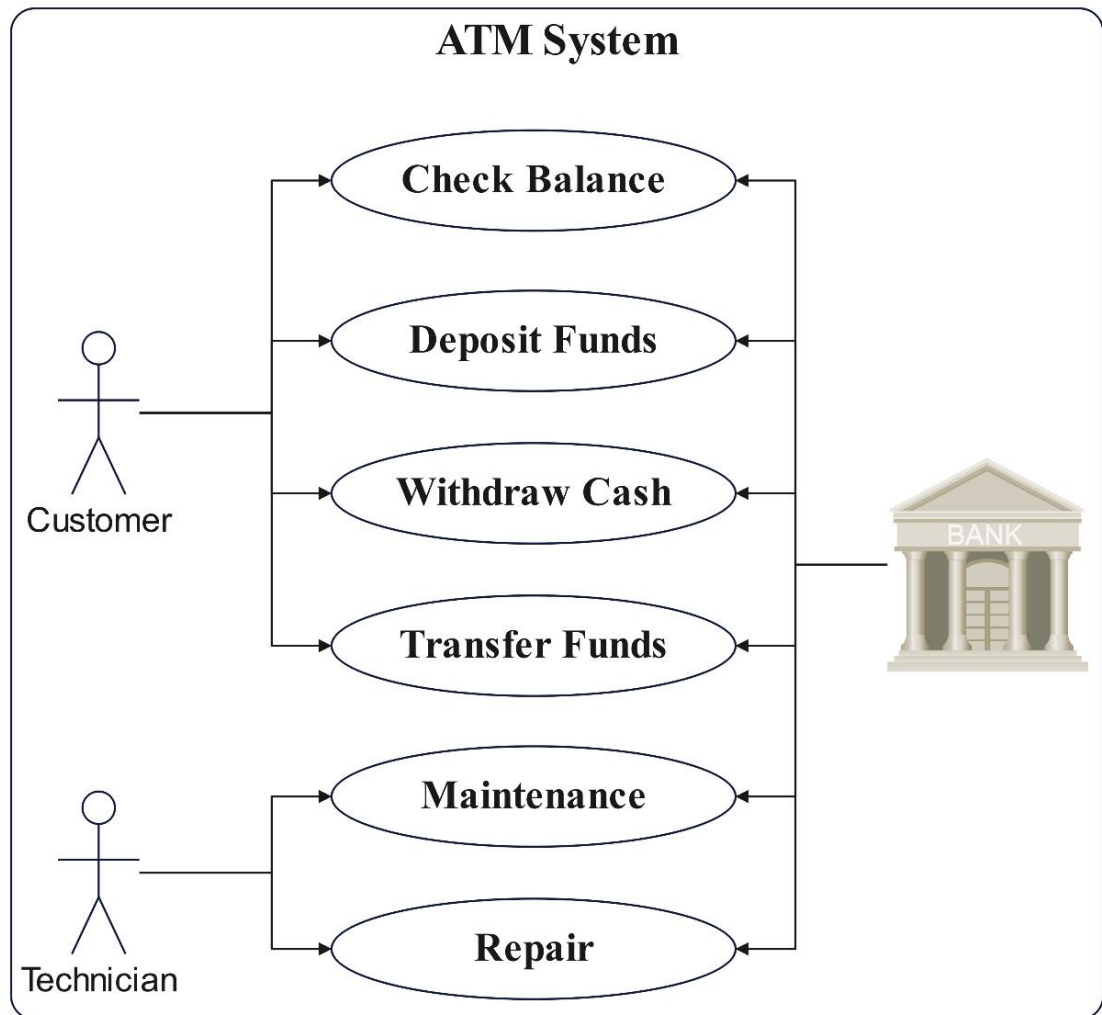 ATM System
Check Balance
Deposit Funds
Withdraw Cash
Customer
BANK
Transfer Funds
Maintenance
Repair
Technician